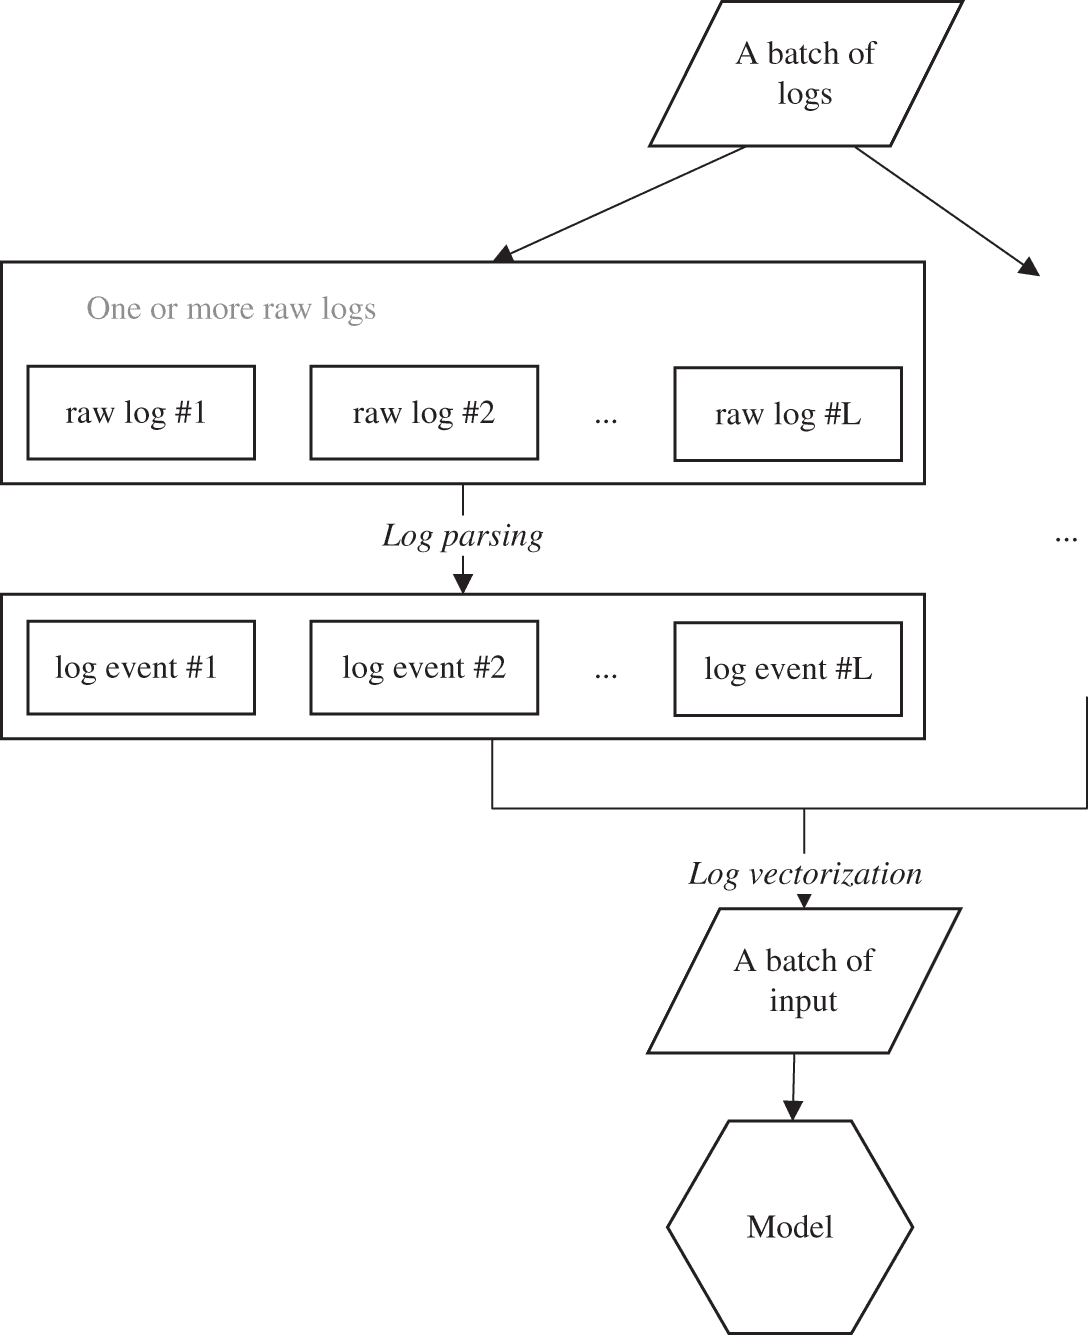 A batch of
logs
One or more raw logs
raw log #1
raw log #2
...
raw log #L
Log parsing
...
log event #1
log event #2
...
log event #L
Log vectorization
A batch of
input
Model